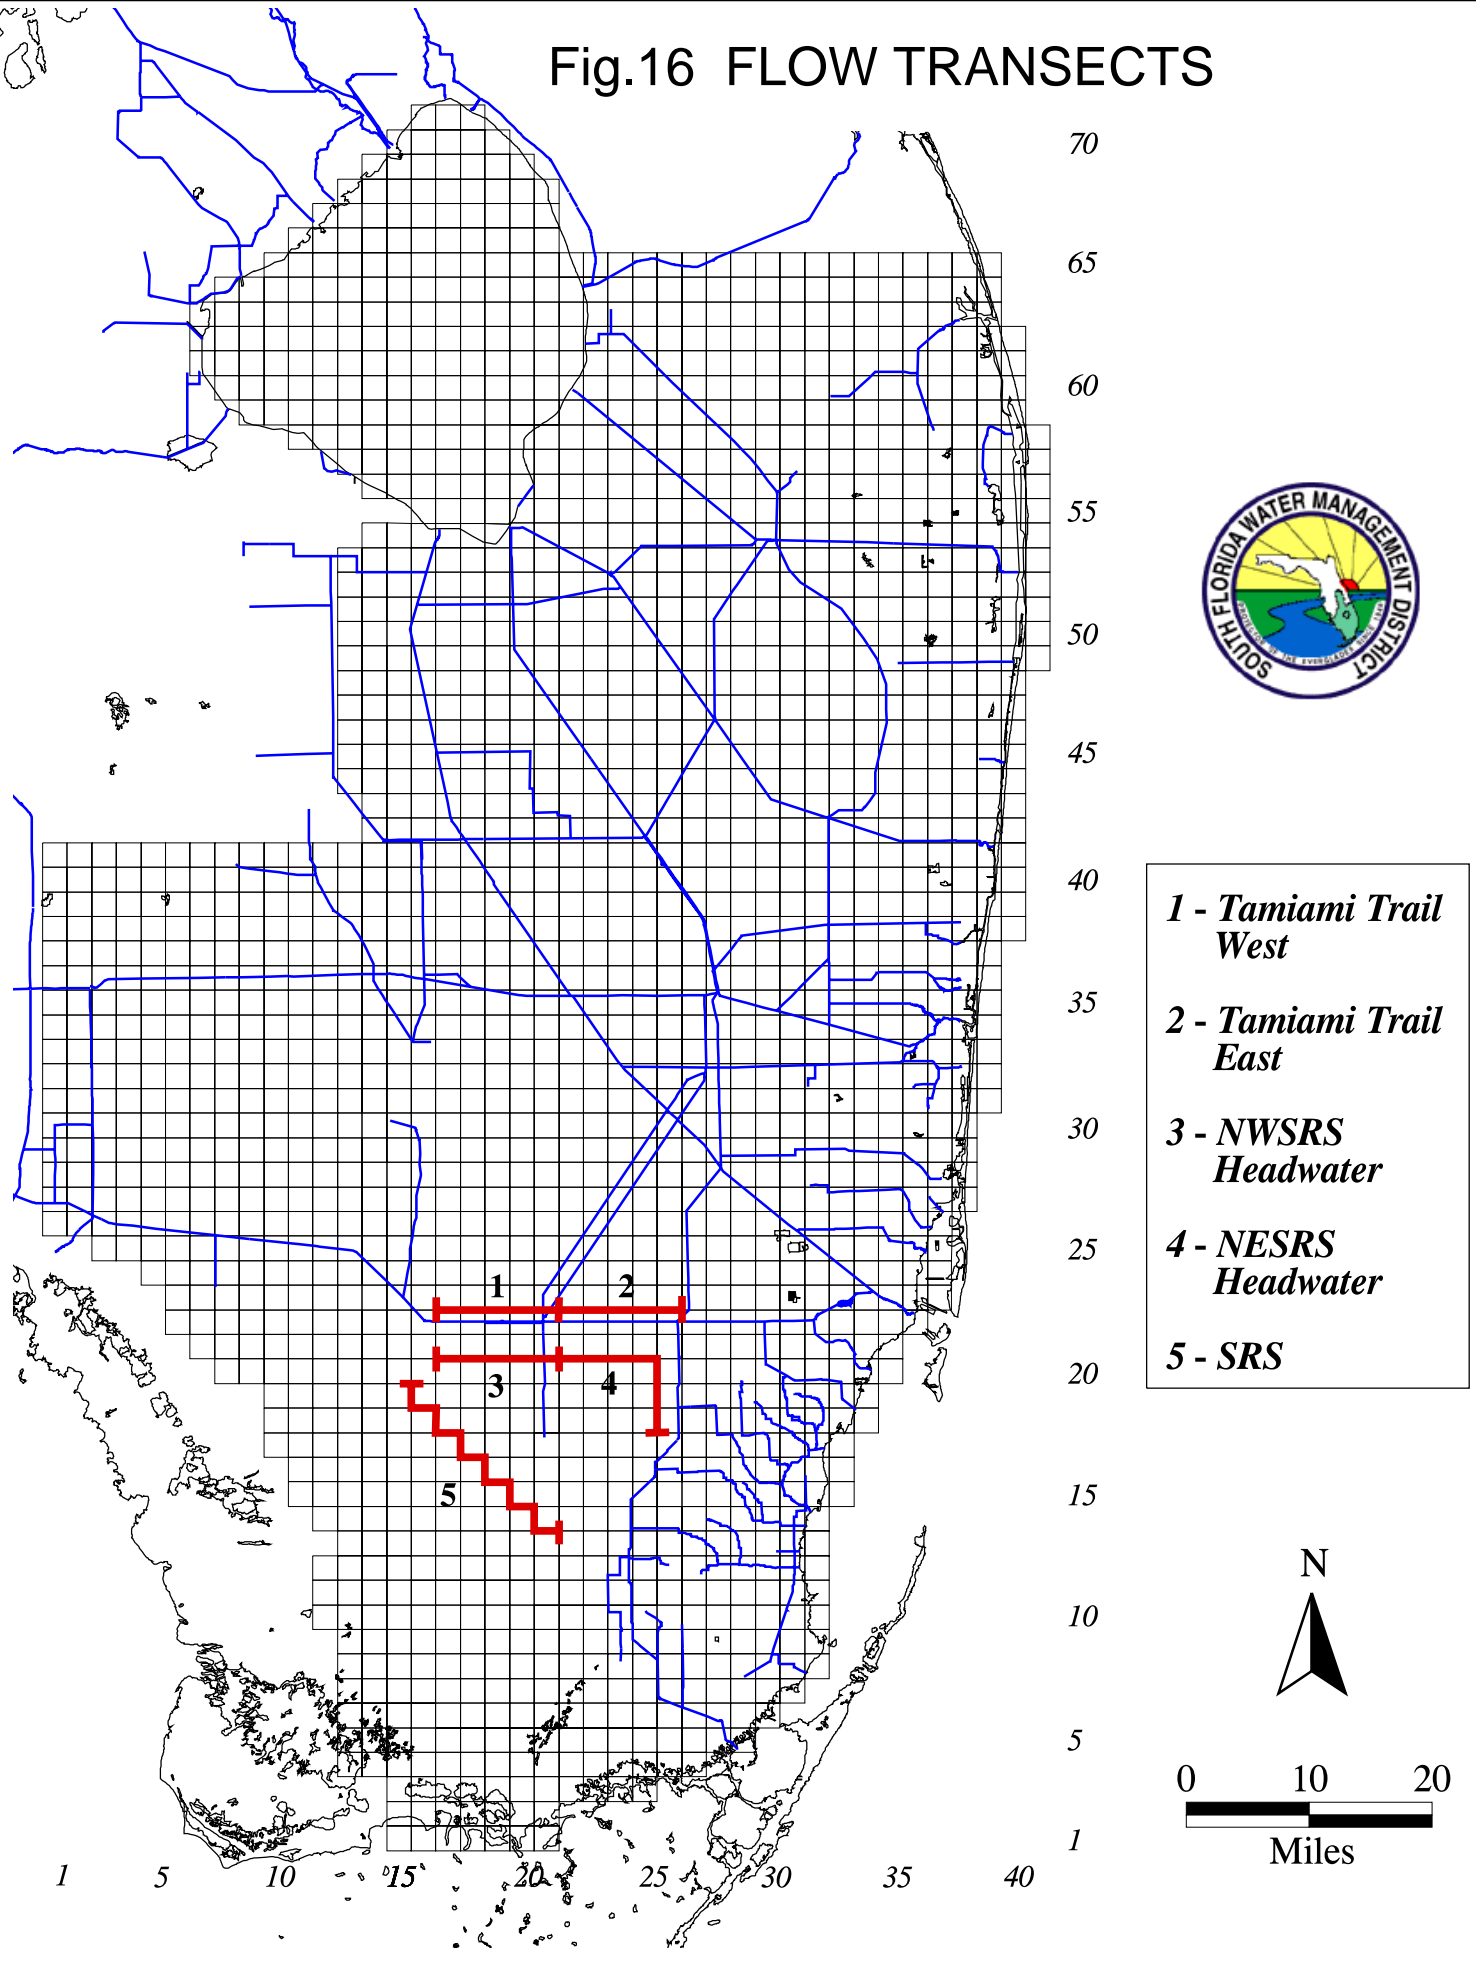 Fig.16 FLOW TRANSECTS
70
65
60
55
50
45
40
35
30
25
20
15
10
5
1
SOUTH FLORIDA WATER MANAGEMENT DISTRICT
1 - Tamiami Trail
West
2 - Tamiami Trail
East
3 - NWSRS
Headwater
4 - NESRS
Headwater
5 - SRS
1
2
3
4
5
N
0 10 20
Miles
1 5 10 15 20 25 30 35 40